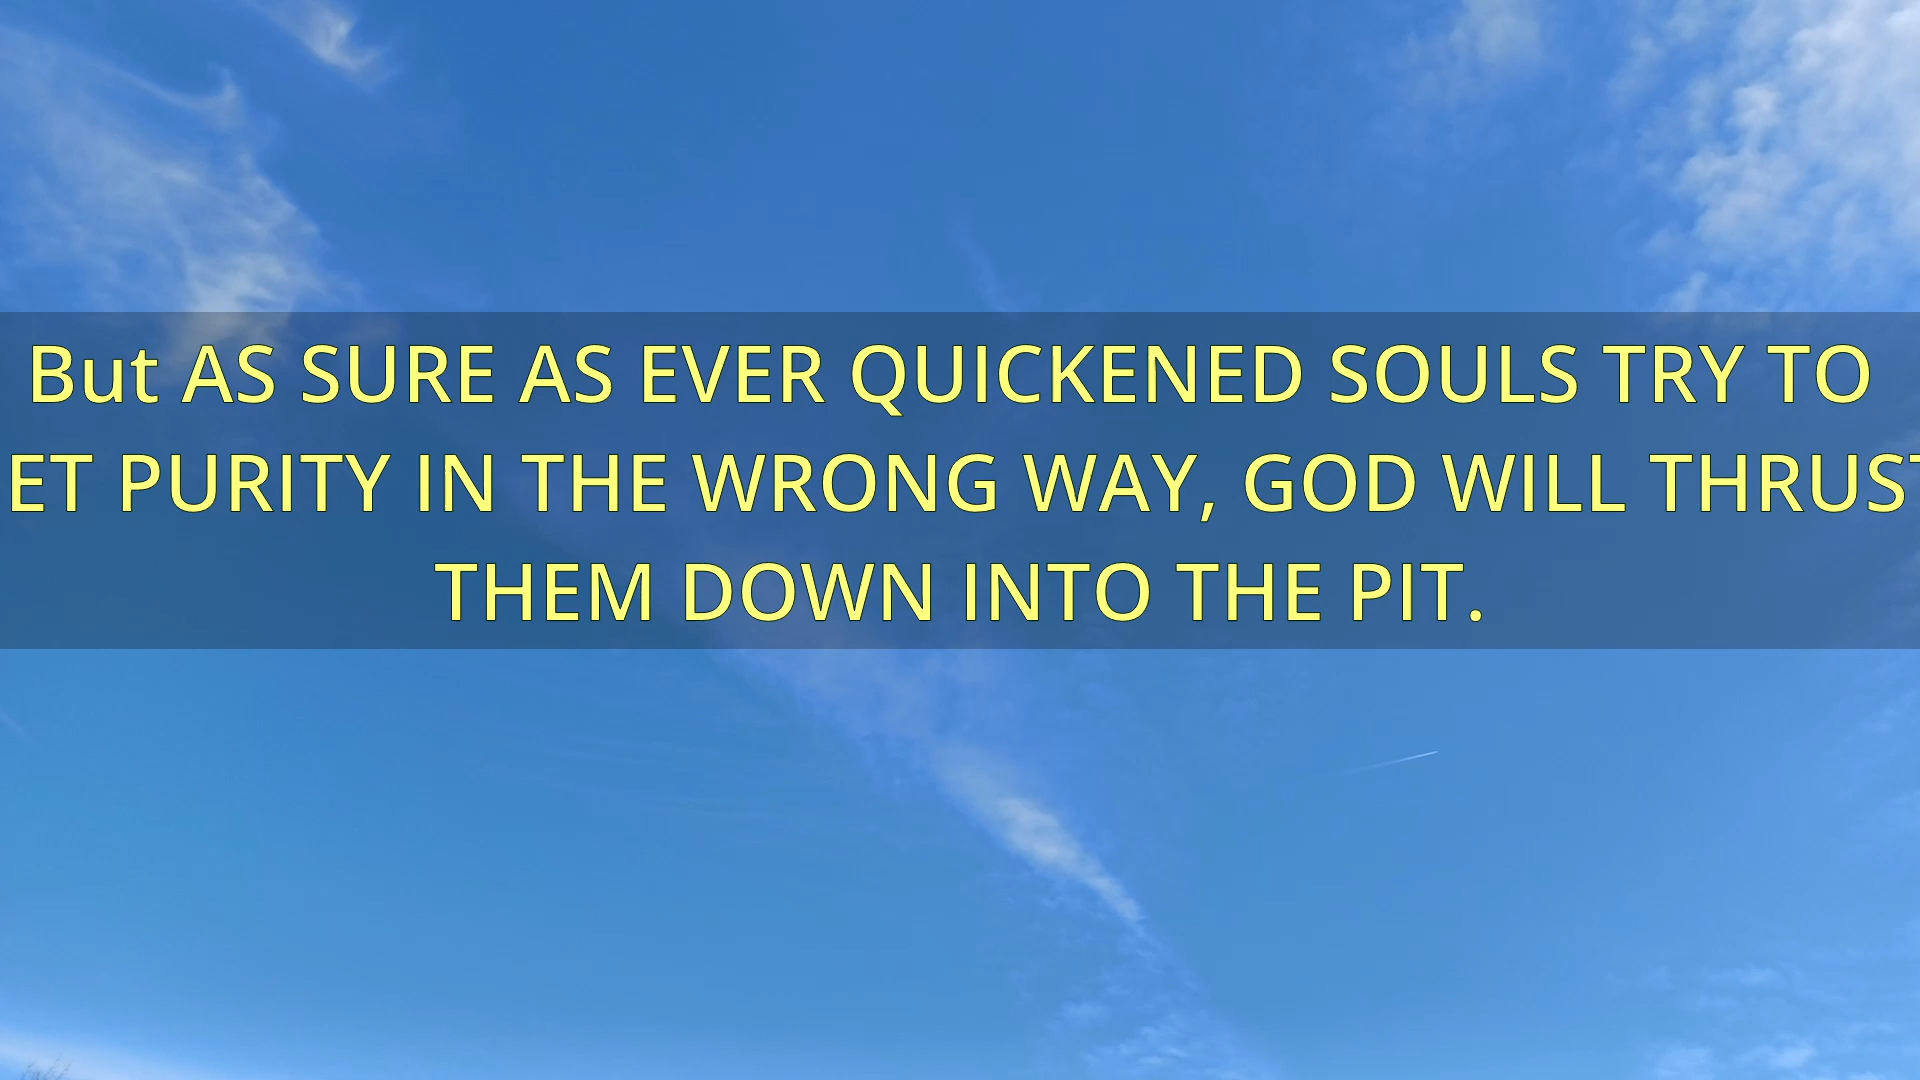 But AS SURE AS EVER QUICKENED SOULS TRY TO
ET PURITY IN THE WRONG WAY, GOD WILL THRUST
THEM DOWN INTO THE PIT.